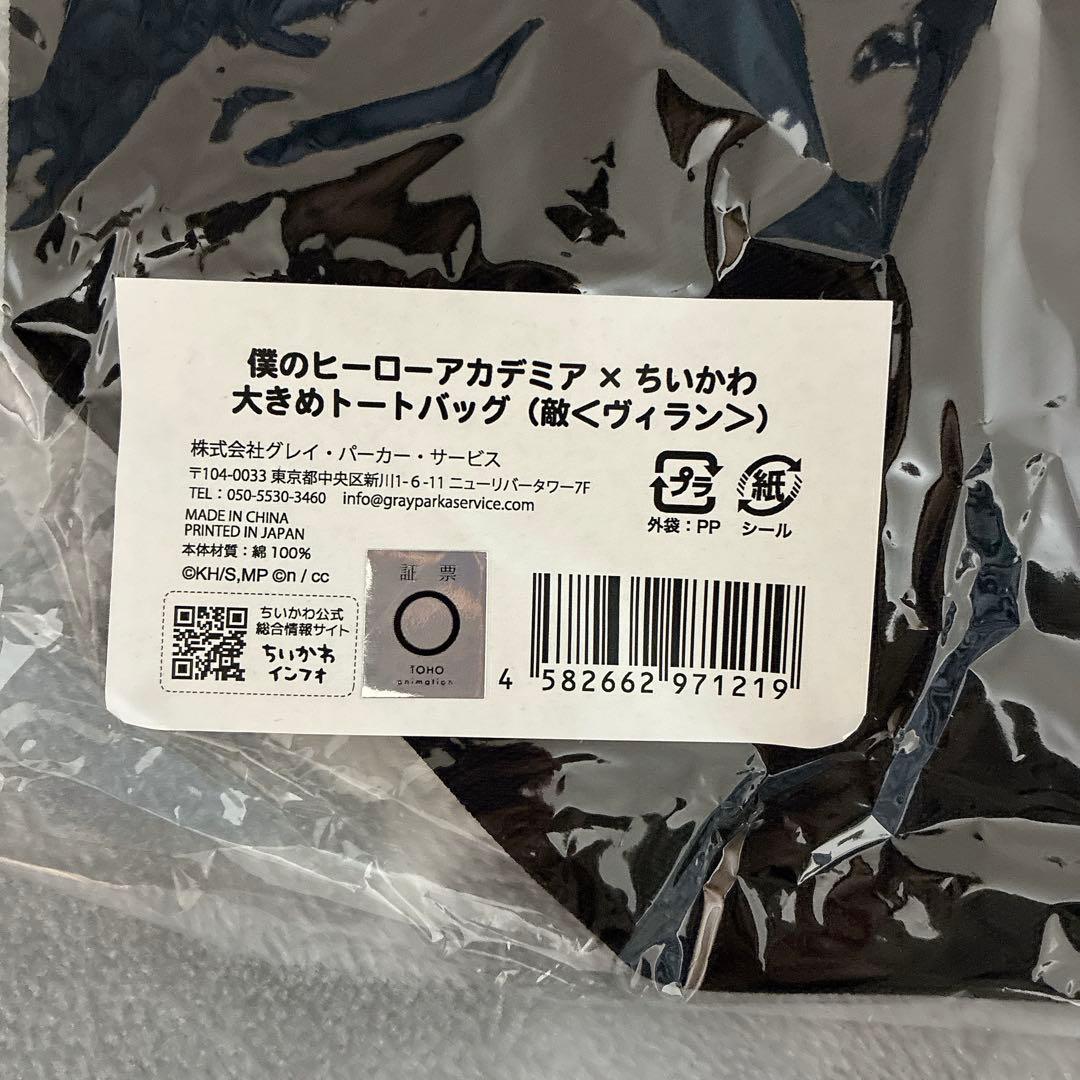 僕のヒーローアカデミア × ちいかわ
大きめトートバッグ（敵＜ヴィラン＞）
株式会社グレイ・パーカー・サービス
〒104-0033 東京都中央区新川1-6-11 ニューリバータワー7F
TEL：050-5530-3460 info@grayparkaservice.com
MADE IN CHINA
PRINTED IN JAPAN
本体材質：綿 100%
©KH/S,MP ©n / cc
プラ
外袋：PP
紙
シール
ちいかわ公式
総合情報サイト
ちいかわ
インフォ
証 票
TOHO
animation
4 582662 971219